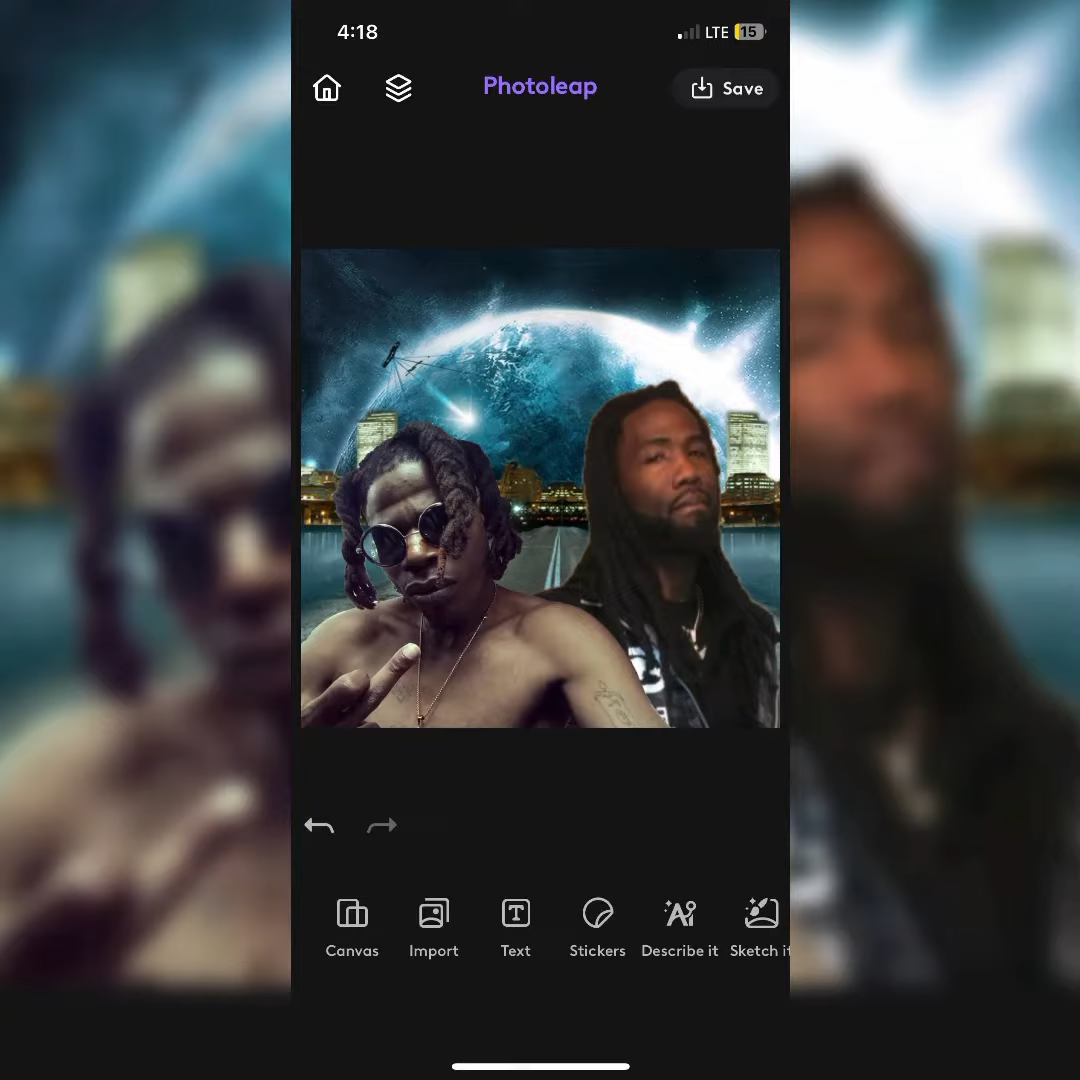 4:18
LTE
15
Photoleap
Save
Canvas
Import
Text
Stickers
Describe it
Sketch it